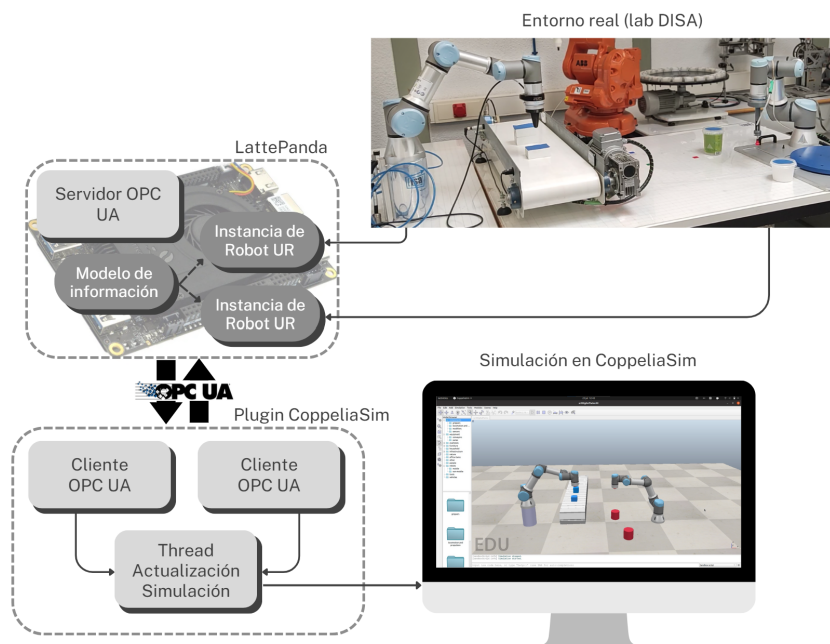 Entorno real (lab DISA)
ABB
LattePanda
Servidor OPC
UA
Instancia de
Robot UR
Modelo de
información
Instancia de
Robot UR
OPC UA
Simulación en CoppeliaSim
Plugin CoppeliaSim
Cliente
OPC UA
Cliente
OPC UA
Thread
Actualización
Simulación
EDU